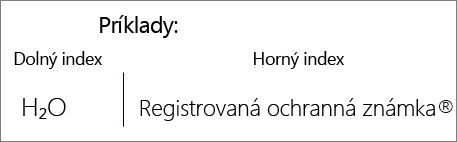 Príklady:
Dolný index Horný index
H₂O Registrovaná ochranná známka®